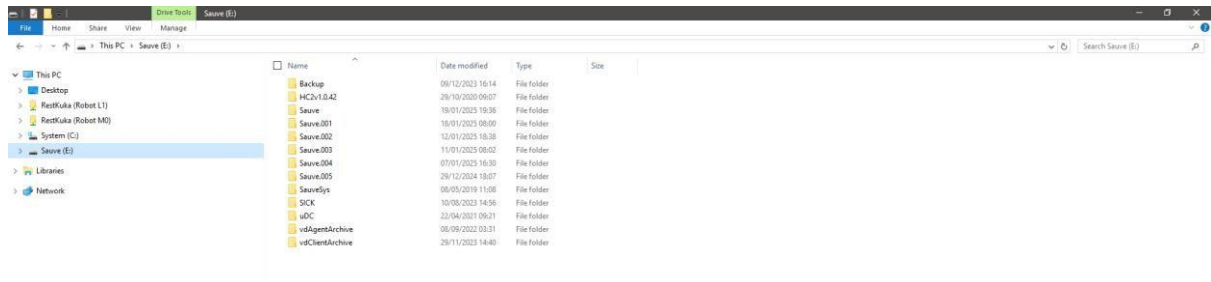 Drive Tools Sauve (E:)
File Home Share View Manage
This PC > Sauve (E:) >
Search Sauve (E:)
This PC
Desktop
RestKuka (Robot L1)
RestKuka (Robot M0)
System (C:)
Sauve (E:)
Libraries
Network
Name Date modified Type Size
Backup 09/12/2023 16:14 File folder
HC2v1.0.42 29/10/2020 09:07 File folder
Sauve 19/01/2025 19:36 File folder
Sauve.001 18/01/2025 08:00 File folder
Sauve.002 12/01/2025 18:38 File folder
Sauve.003 11/01/2025 08:02 File folder
Sauve.004 07/01/2025 16:30 File folder
Sauve.005 29/12/2024 18:07 File folder
SauveSys 08/05/2019 11:08 File folder
SICK 10/08/2023 14:56 File folder
uDC 22/04/2021 09:21 File folder
vdAgentArchive 08/09/2022 03:31 File folder
vdClientArchive 29/11/2023 14:40 File folder